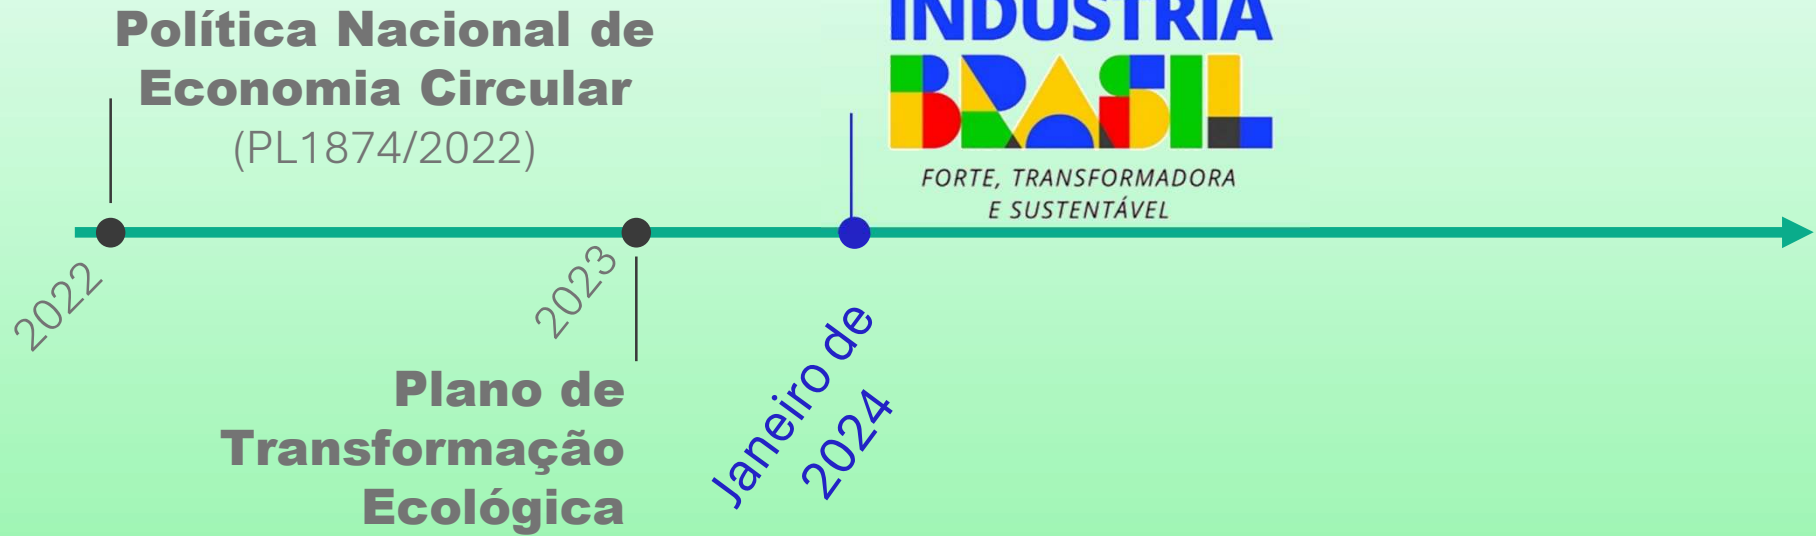 Política Nacional de
Economia Circular
(PL1874/2022)
INDÚSTRIA
BRASIL
FORTE, TRANSFORMADORA
E SUSTENTÁVEL
2022
2023
Janeiro de
2024
Plano de
Transformação
Ecológica